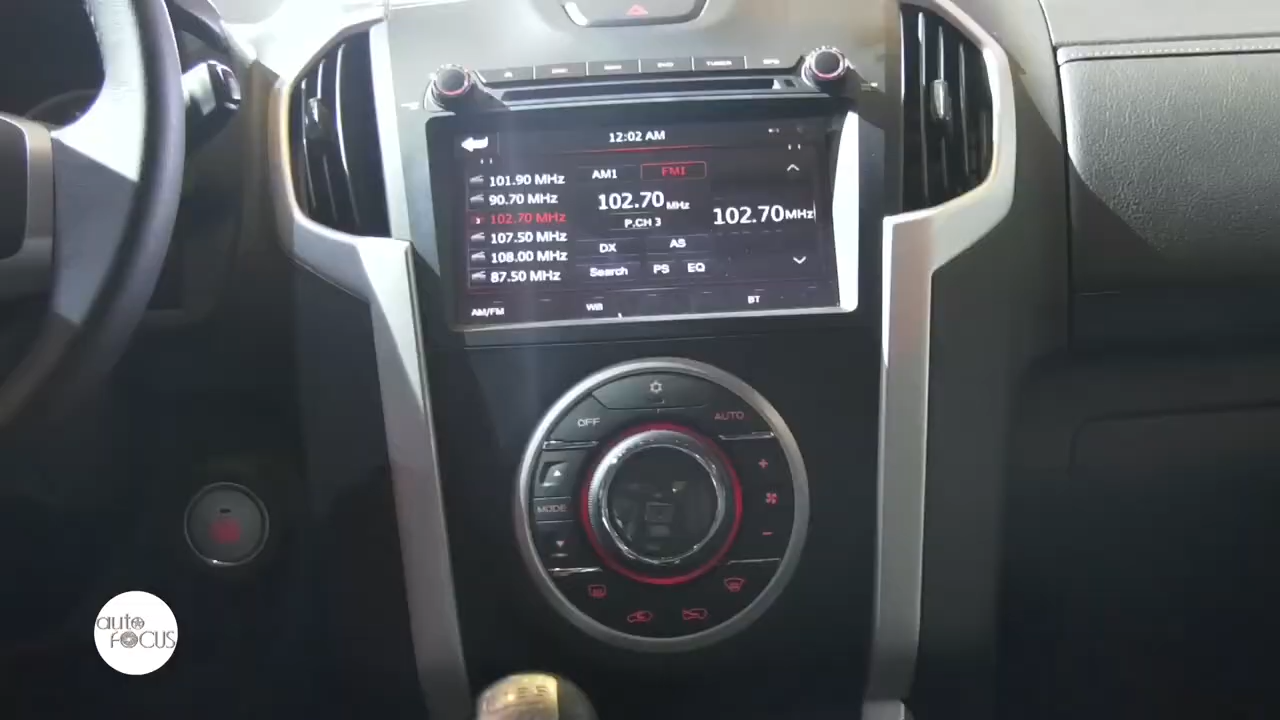 TUNER
12:02 AM
101.90 MHz
AM1
FM1
90.70 MHz
102.70 MHz
102.70 MHz
102.70MHz
P.CH 3
107.50 MHz
DX
AS
108.00 MHz
Search
PS
EQ
87.50 MHz
AM/FM
BT
OFF
AUTO
MODE
auto
FOCUS